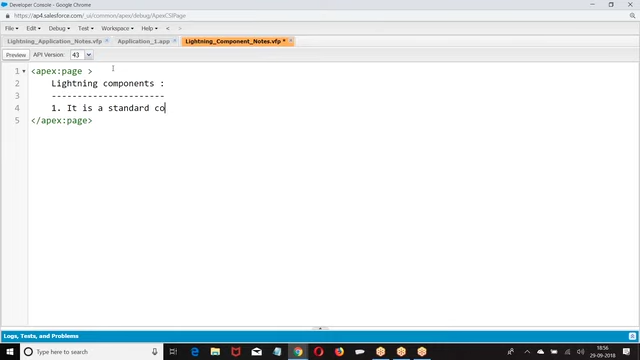 Developer Console - Google Chrome
https://ap4.salesforce.com/_ui/common/apex/debug/ApexCSIPage
File Edit Debug Test Workspace Help < >
Lightning_Application_Notes.vfp Application_1.app Lightning_Component_Notes.vfp *
Preview API Version: 43
1 <apex:page >
2 Lightning components :
3 ----------------------
4 1. It is a standard co
5 </apex:page>
Logs, Tests, and Problems
Type here to search
18:56
29-09-2018